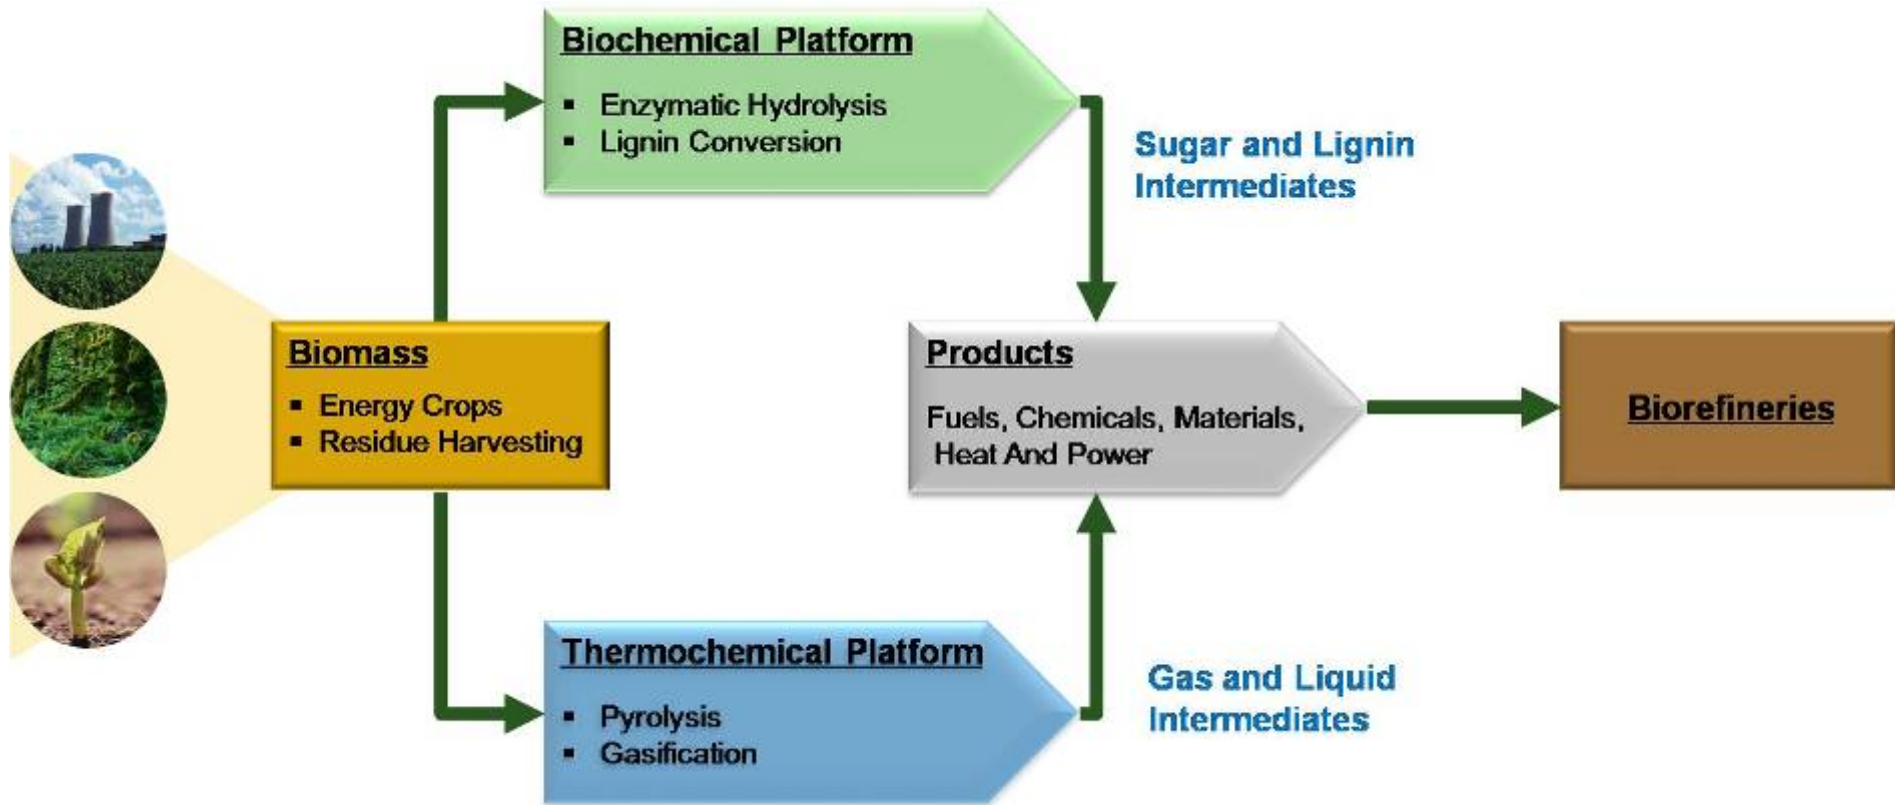 Biochemical Platform
▪ Enzymatic Hydrolysis
▪ Lignin Conversion
Sugar and Lignin
Intermediates
Biomass
▪ Energy Crops
▪ Residue Harvesting
Products
Fuels, Chemicals, Materials,
Heat And Power
Biorefineries
Thermochemical Platform
▪ Pyrolysis
▪ Gasification
Gas and Liquid
Intermediates